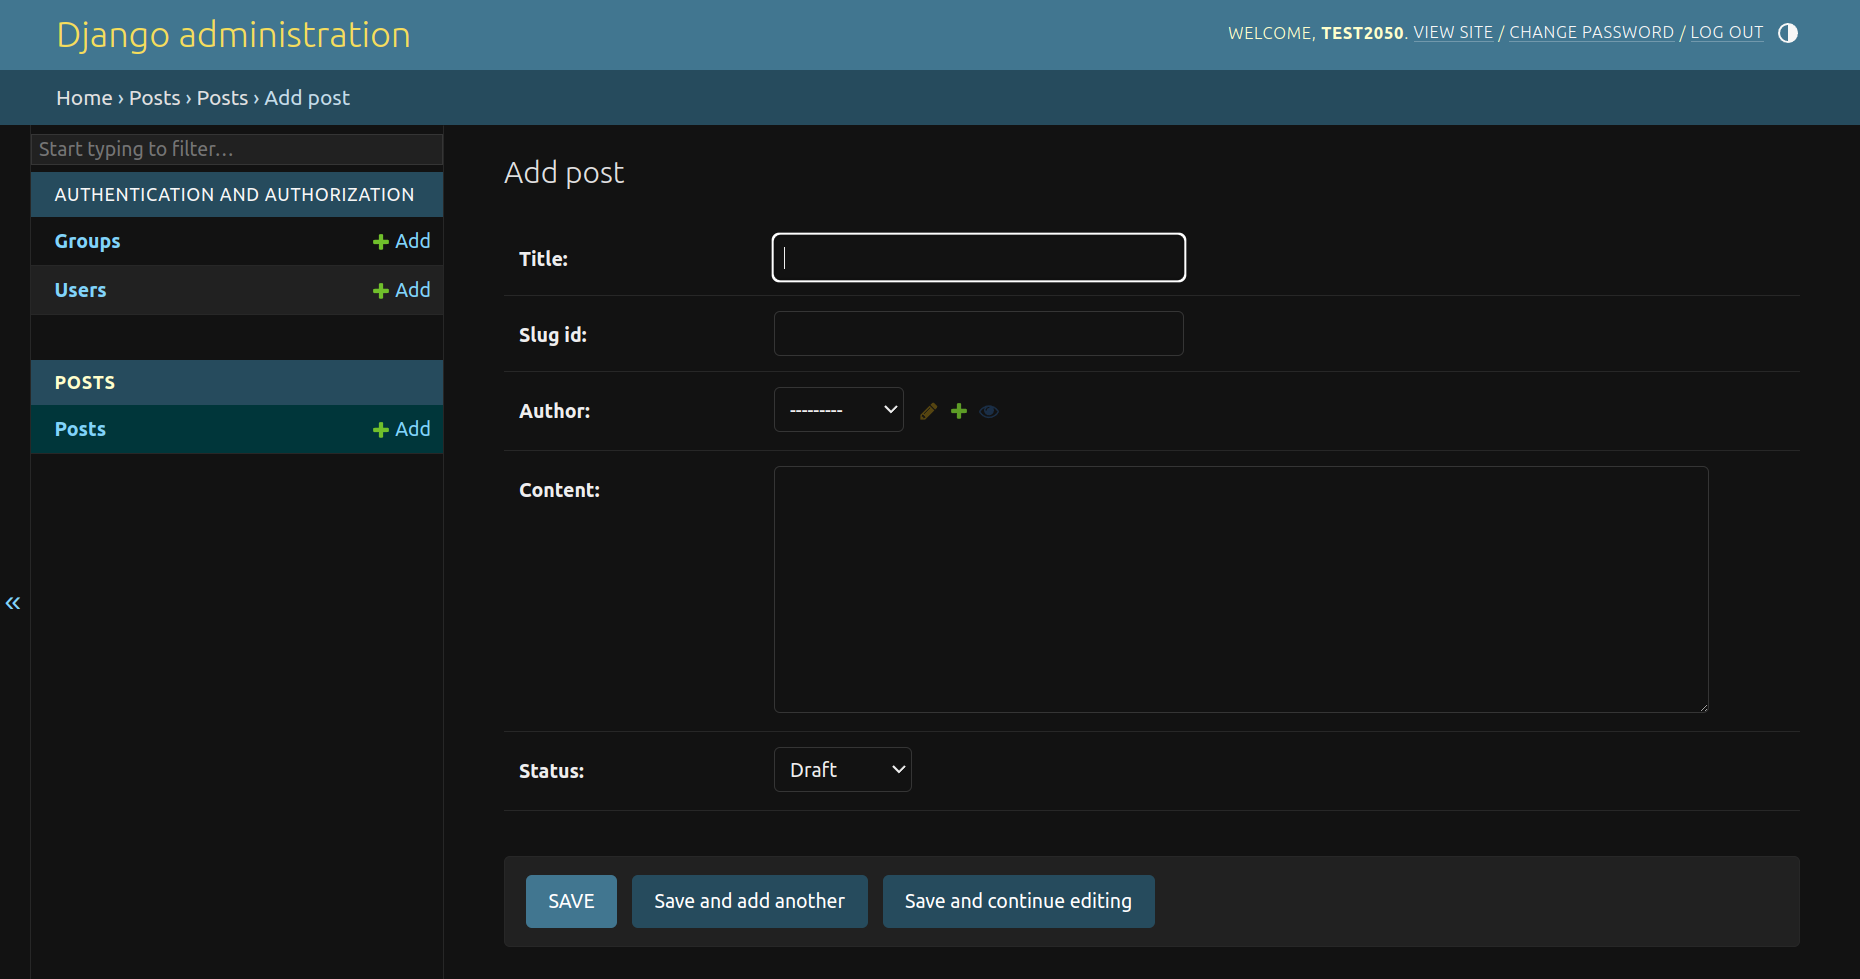 Django administration
WELCOME, TEST2050. VIEW SITE / CHANGE PASSWORD / LOG OUT
Home › Posts › Posts › Add post
Start typing to filter...
AUTHENTICATION AND AUTHORIZATION
Groups Add
Users Add
POSTS
Posts Add
«
Add post
Title:
Slug id:
Author: ---------
Content:
Status: Draft
SAVE Save and add another Save and continue editing